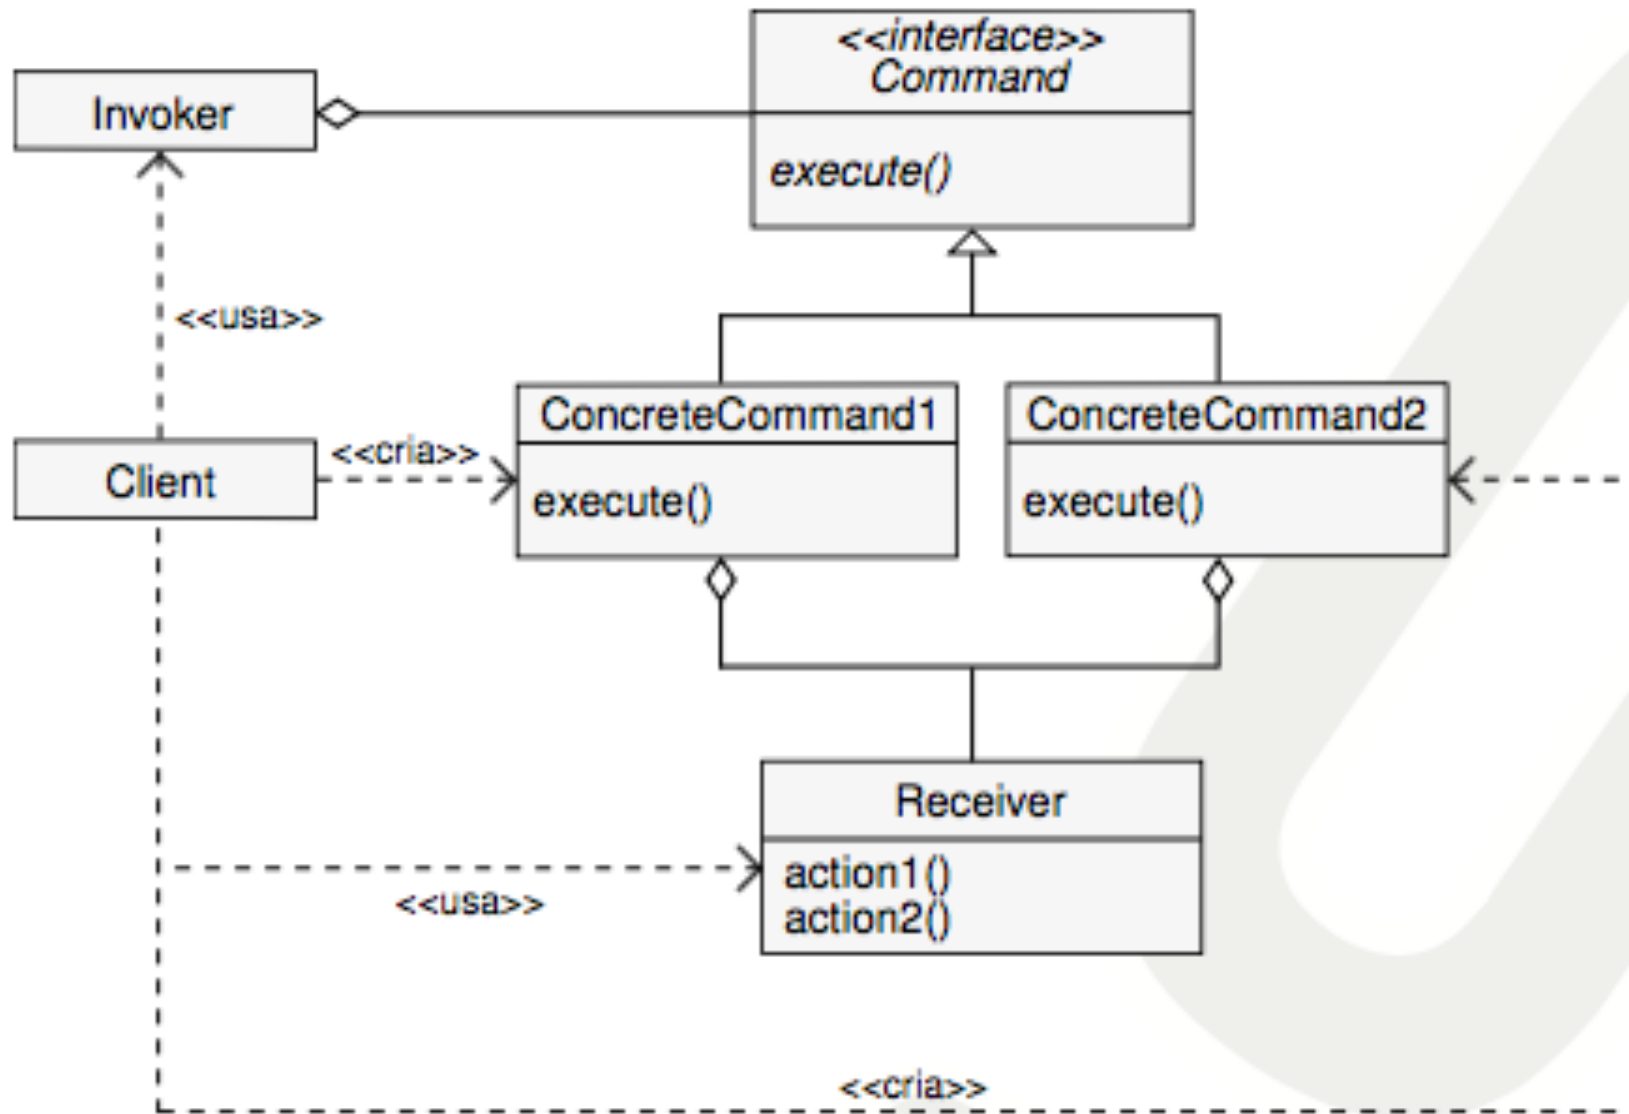 <<interface>>
Command
Invoker
execute()
<<usa>>
ConcreteCommand1
ConcreteCommand2
<<cria>>
Client
execute()
execute()
Receiver
action1()
<<usa>>
action2()
<<cria>>